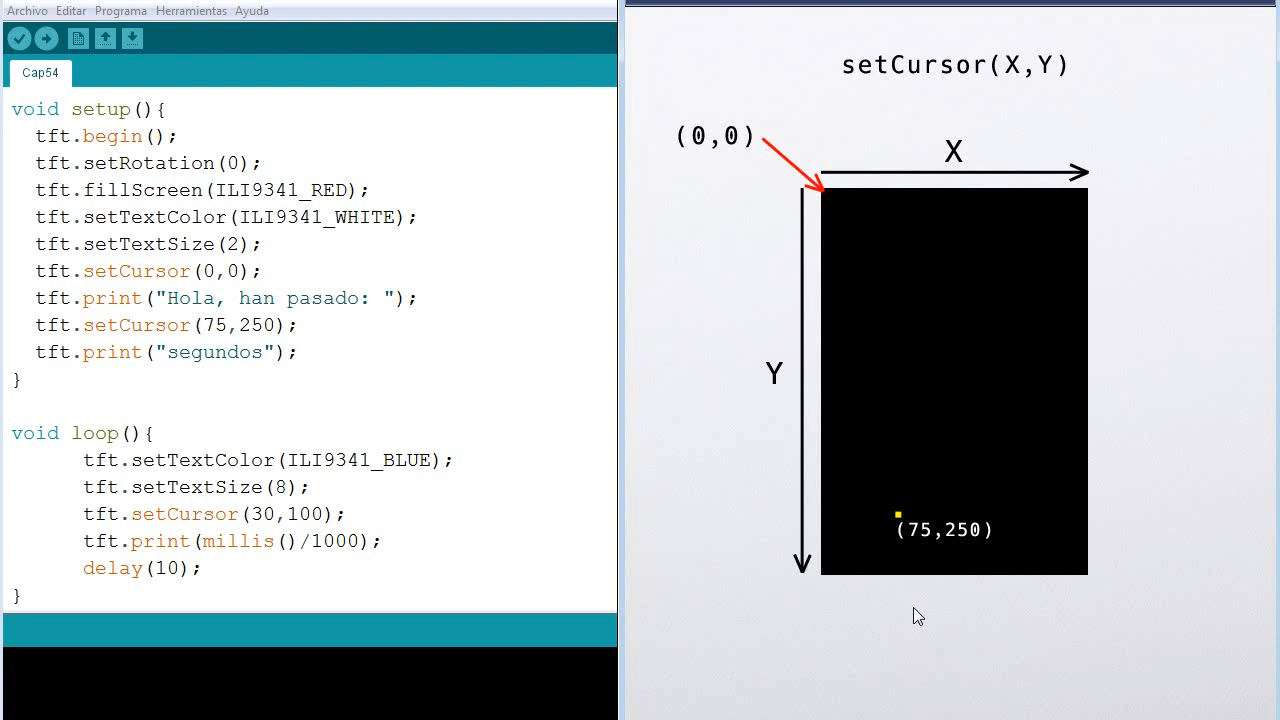 Archivo Editar Programa Herramientas Ayuda
Cap54
void setup(){
  tft.begin();
  tft.setRotation(0);
  tft.fillScreen(ILI9341_RED);
  tft.setTextColor(ILI9341_WHITE);
  tft.setTextSize(2);
  tft.setCursor(0,0);
  tft.print("Hola, han pasado: ");
  tft.setCursor(75,250);
  tft.print("segundos");
}
void loop(){
      tft.setTextColor(ILI9341_BLUE);
      tft.setTextSize(8);
      tft.setCursor(30,100);
      tft.print(millis()/1000);
      delay(10);
}
setCursor(X,Y)
(0,0)
X
Y
(75,250)